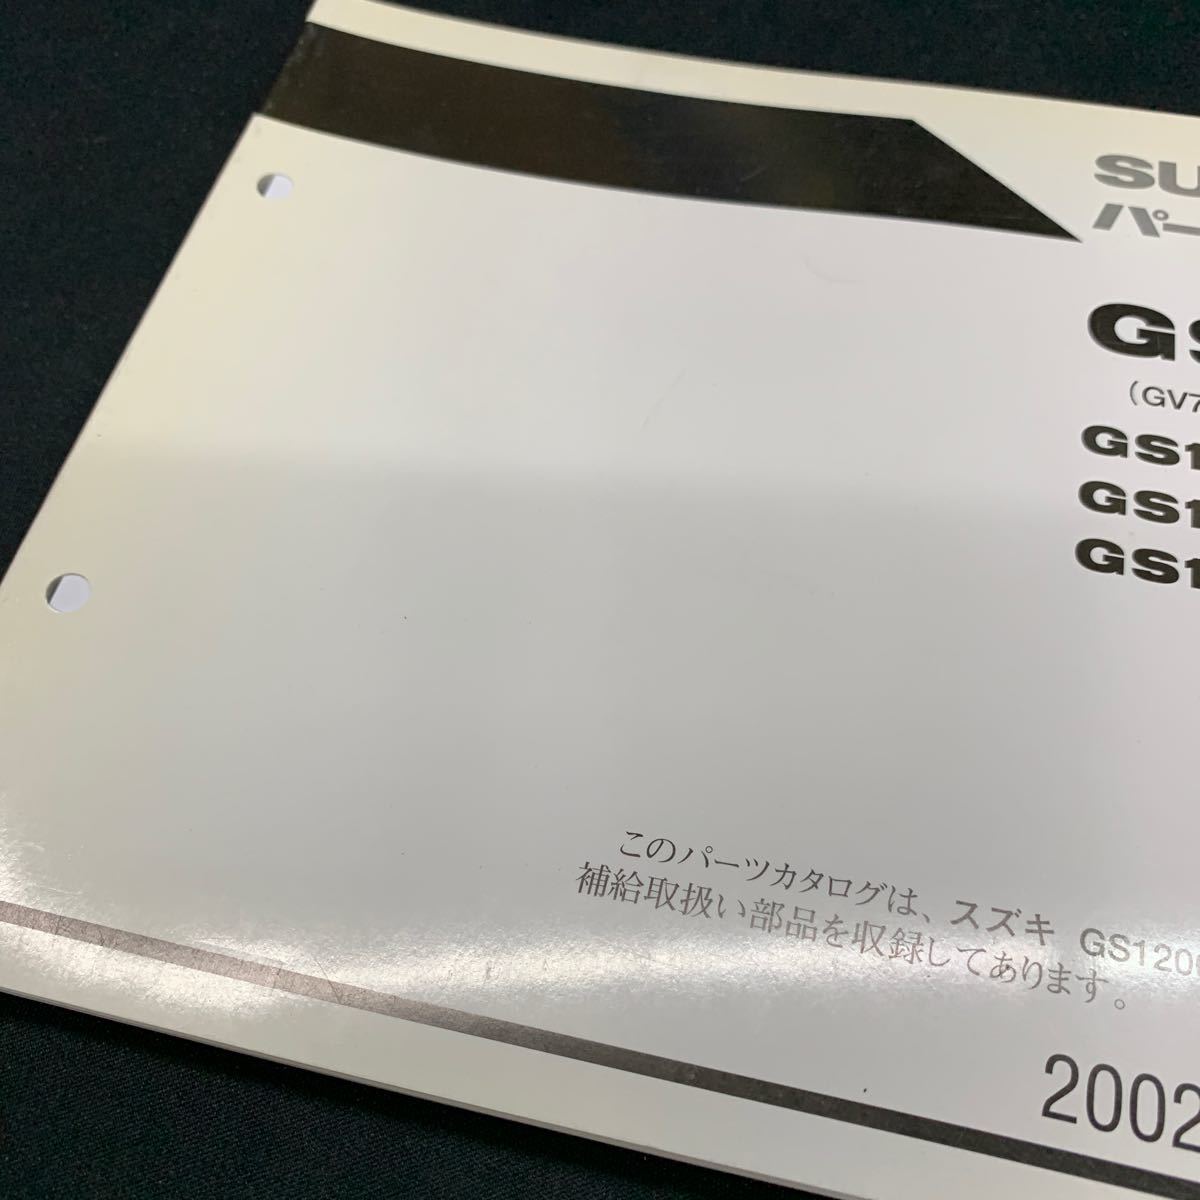 SU
パー
GS
(GV7
GS1
GS1
GS1
このパーツカタログは、スズキ GS120
補給取扱い部品を収録してあります。
2002